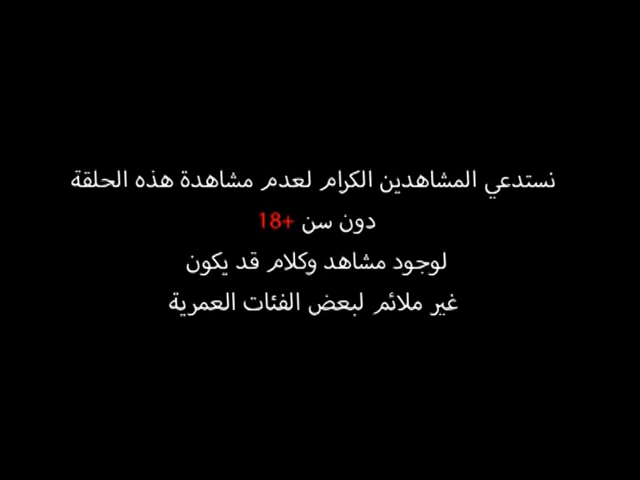 نستدعي المشاهدين الكرام لعدم مشاهدة هذه الحلقة
دون سن +18
لوجود مشاهد وكلام قد يكون
غير ملائم لبعض الفئات العمرية